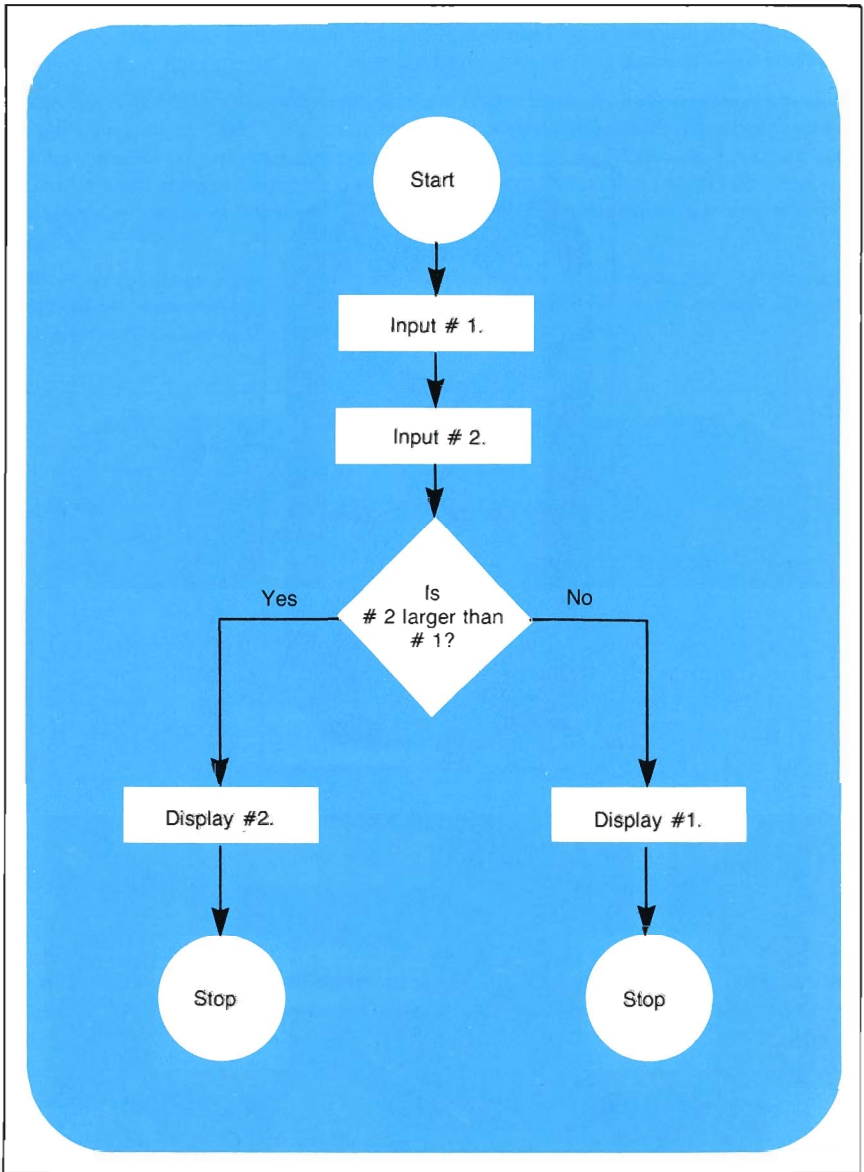 Start
Input # 1.
Input # 2.
Is
# 2 larger than
# 1?
Yes
No
Display #2.
Display #1.
Stop
Stop